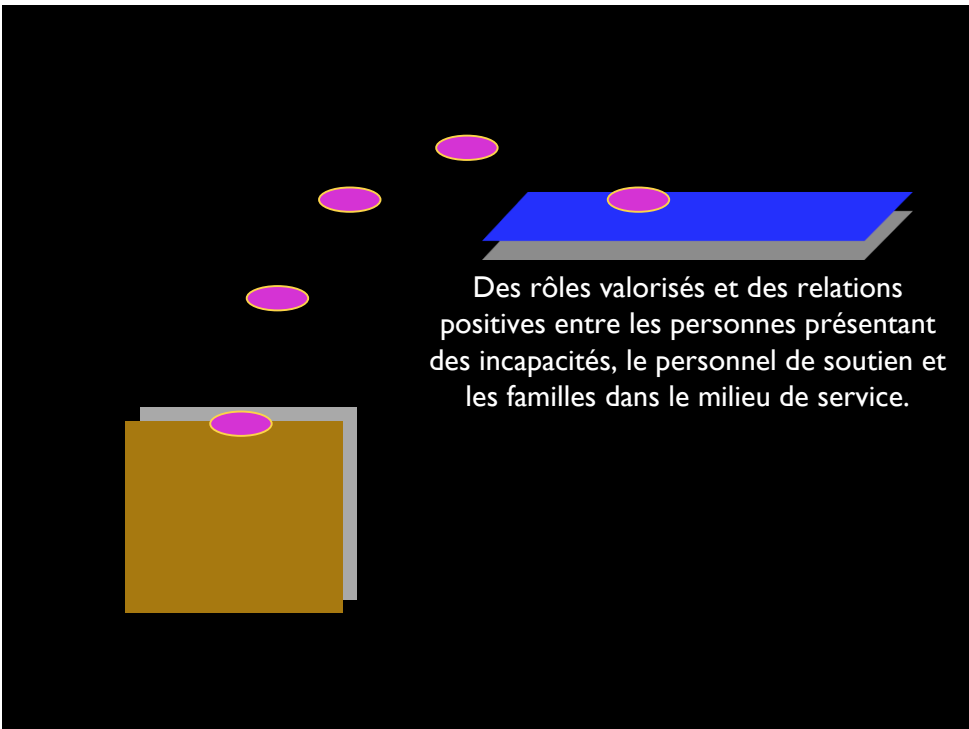 Des rôles valorisés et des relations
positives entre les personnes présentant
des incapacités, le personnel de soutien et
les familles dans le milieu de service.